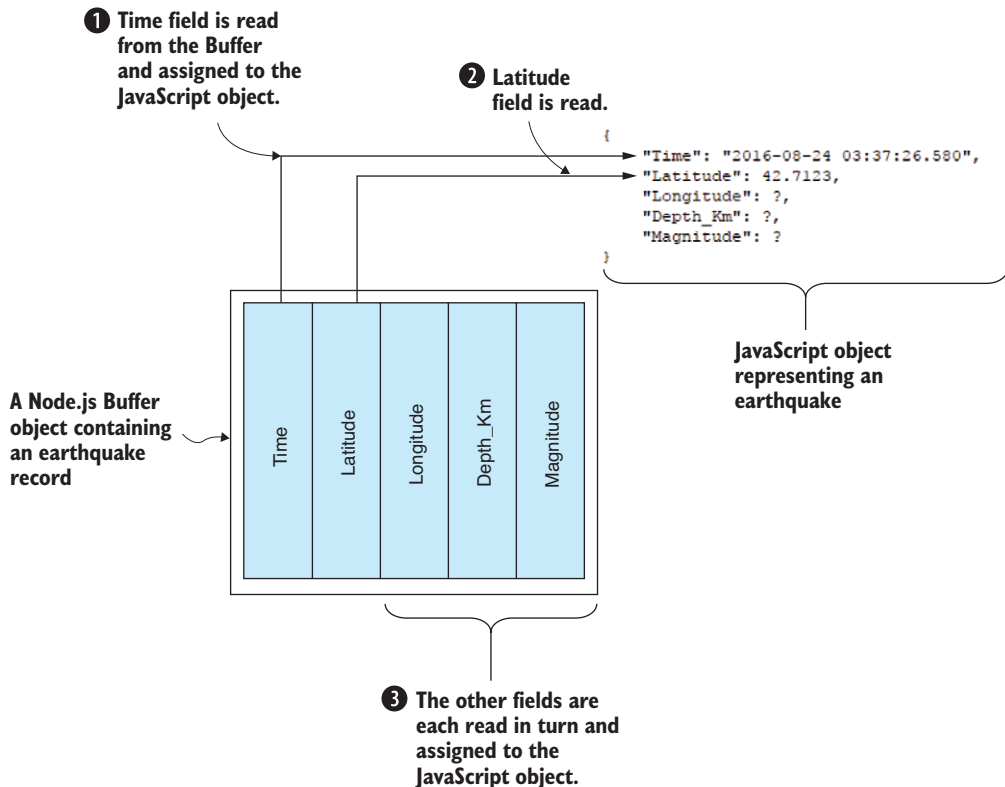 1 Time field is read
from the Buffer
and assigned to the
JavaScript object.
2 Latitude
field is read.
{
"Time": "2016-08-24 03:37:26.580",
"Latitude": 42.7123,
"Longitude": ?,
"Depth_Km": ?,
"Magnitude": ?
}
JavaScript object
representing an
earthquake
A Node.js Buffer
object containing
an earthquake
record
Time
Latitude
Longitude
Depth_Km
Magnitude
3 The other fields are
each read in turn and
assigned to the
JavaScript object.